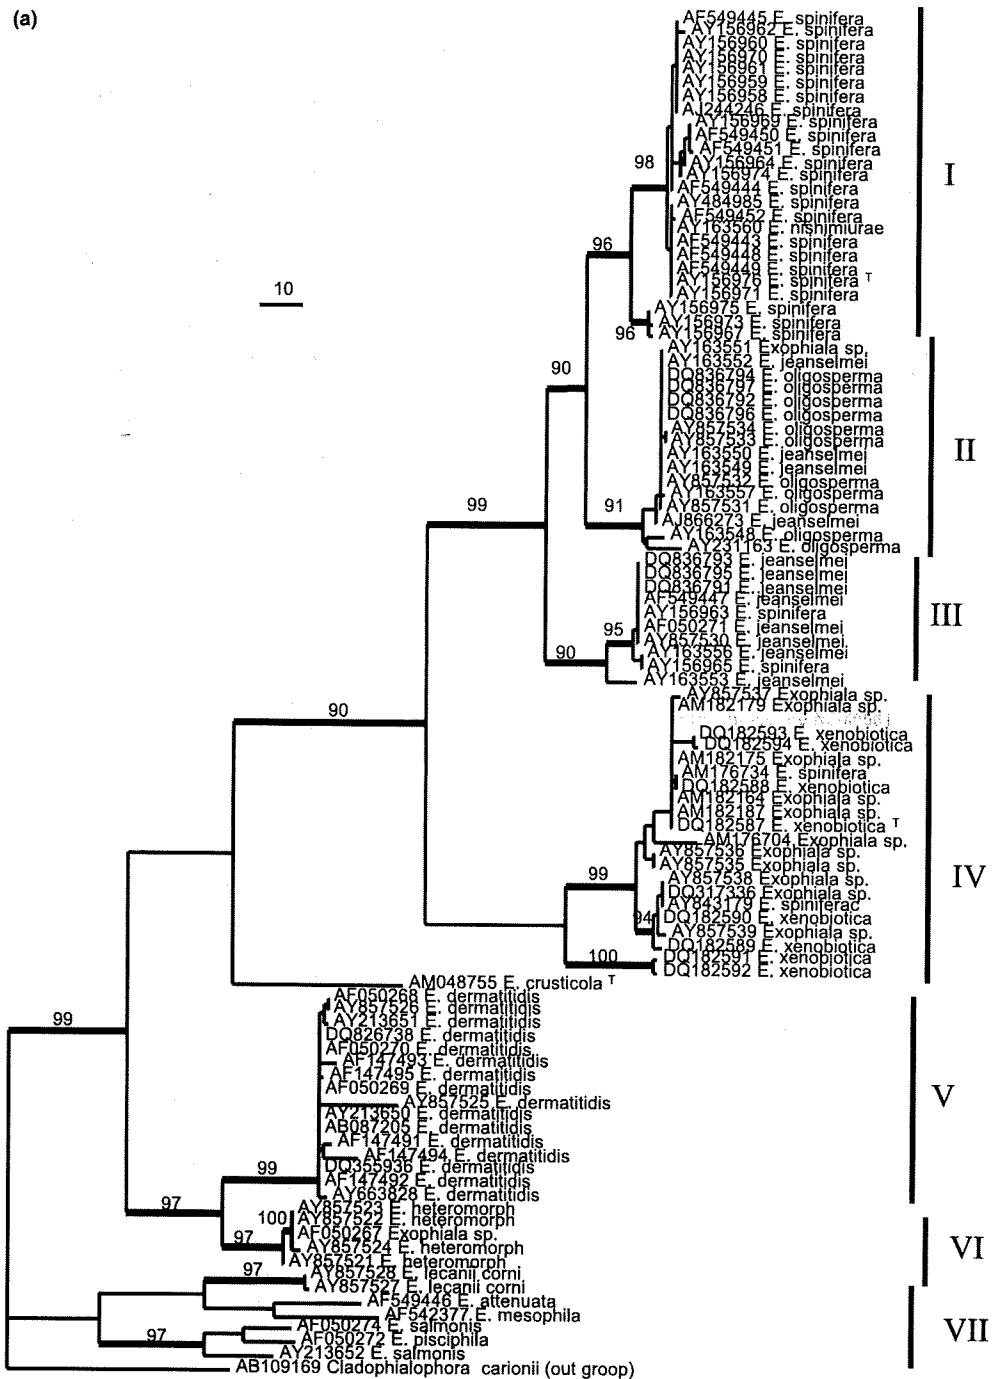 (a)
AF549445 E. spinifera
AY156962 E. spinifera
AY156960 E. spinifera
AY156970 E. spinifera
AY156961 E. spinifera
AY156959 E. spinifera
AY156958 E. spinifera
AJ244246 E. spinifera
AY156969 E. spinifera
AF549450 E. spinifera
AF549451 E. spinifera
98
AY156964 E. spinifera
AY156974 E. spinifera
I
AF549444 E. spinifera
AY484985 E. spinifera
AF549452 E. spinifera
AY163560 E. nishimiurae
AF549443 E. spinifera
96
AF549448 E. spinifera
AF549449 E. spinifera
AY156976 E. spinifera T
10
AY156971 E. spinifera
AY156975 E. spinifera
AY156973 E. spinifera
96
AY156967 E. spinifera
AY163551 Exophiala sp.
AY163552 E. jeanselmei
90
DQ836794 E. oligosperma
DQ836797 E. oligosperma
DQ836792 E. oligosperma
DQ836796 E. oligosperma
AY857534 E. oligosperma
AY857533 E. oligosperma
II
AY163550 E. jeanselmei
AY163549 E. jeanselmei
AY857532 E. oligosperma
AY163557 E. oligosperma
99
91
AY857531 E. oligosperma
AJ866273 E. jeanselmei
AY163548 E. oligosperma
AY231163 E. oligosperma
DQ836793 E. jeanselmei
DQ836795 E. jeanselmei
DQ836791 E. jeanselmei
AF549447 E. jeanselmei
AY156963 E. spinifera
III
95
AF050271 E. jeanselmei
AY857530 E. jeanselmei
90
AY163556 E. jeanselmei
AY156965 E. spinifera
AY163553 E. jeanselmei
AY857537 Exophiala sp.
90
AM182179 Exophiala sp.
DQ182593 E. xenobiotica
DQ182594 E. xenobiotica
AM182175 Exophiala sp.
AM176734 E. spinifera
DQ182588 E. xenobiotica
AM182164 Exophiala sp.
AM182187 Exophiala sp.
DQ182587 E. xenobiotica T
AM176704 Exophiala sp.
AY857536 Exophiala sp.
AY857535 Exophiala sp.
99
AY857538 Exophiala sp.
IV
DQ317336 Exophiala sp.
AY843179 E. spiniferac
94
DQ182590 E. xenobiotica
AY857539 Exophiala sp.
DQ182589 E. xenobiotica
100
DQ182591 E. xenobiotica
DQ182592 E. xenobiotica
AM048755 E. crusticola T
AF050268 E. dermatitidis
AY857526 E. dermatitidis
99
AY213651 E. dermatitidis
DQ826738 E. dermatitidis
AF050270 E. dermatitidis
AF147493 E. dermatitidis
AF147495 E. dermatitidis
AF050269 E. dermatitidis
V
AY857525 E. dermatitidis
AY213650 E. dermatitidis
AB087205 E. dermatitidis
AF147491 E. dermatitidis
AF147494 E. dermatitidis
99
DQ355936 E. dermatitidis
AF147492 E. dermatitidis
AY663828 E. dermatitidis
97
AY857523 E. heteromorph
100
AY857522 E. heteromorph
97
AF050267 Exophiala sp.
AY857524 E. heteromorph
VI
AY857521 E. heteromorph
97
AY857528 E. lecanii corni
AY857527 E. lecanii corni
AF549446 E. attenuata
AF542377 E. mesophila
AF050274 E. salmonis
VII
97
AF050272 E. pisciphila
AY213652 E. salmonis
AB109169 Cladophialophora carionii (out groop)